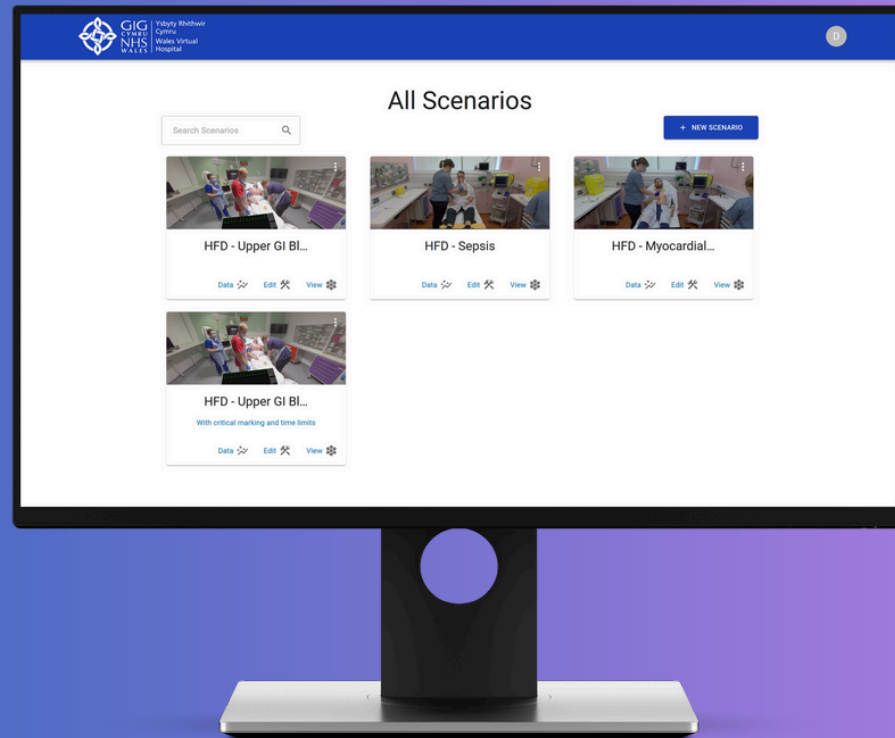 GIG
CYMRU
NHS
WALES
Ysbyty Rhithwir
Cymru
Wales Virtual
Hospital
D
All Scenarios
Search Scenarios
+ NEW SCENARIO
HFD - Upper GI Bl...
Data Edit View
HFD - Sepsis
Data Edit View
HFD - Myocardial...
Data Edit View
HFD - Upper GI Bl...
With critical marking and time limits
Data Edit View